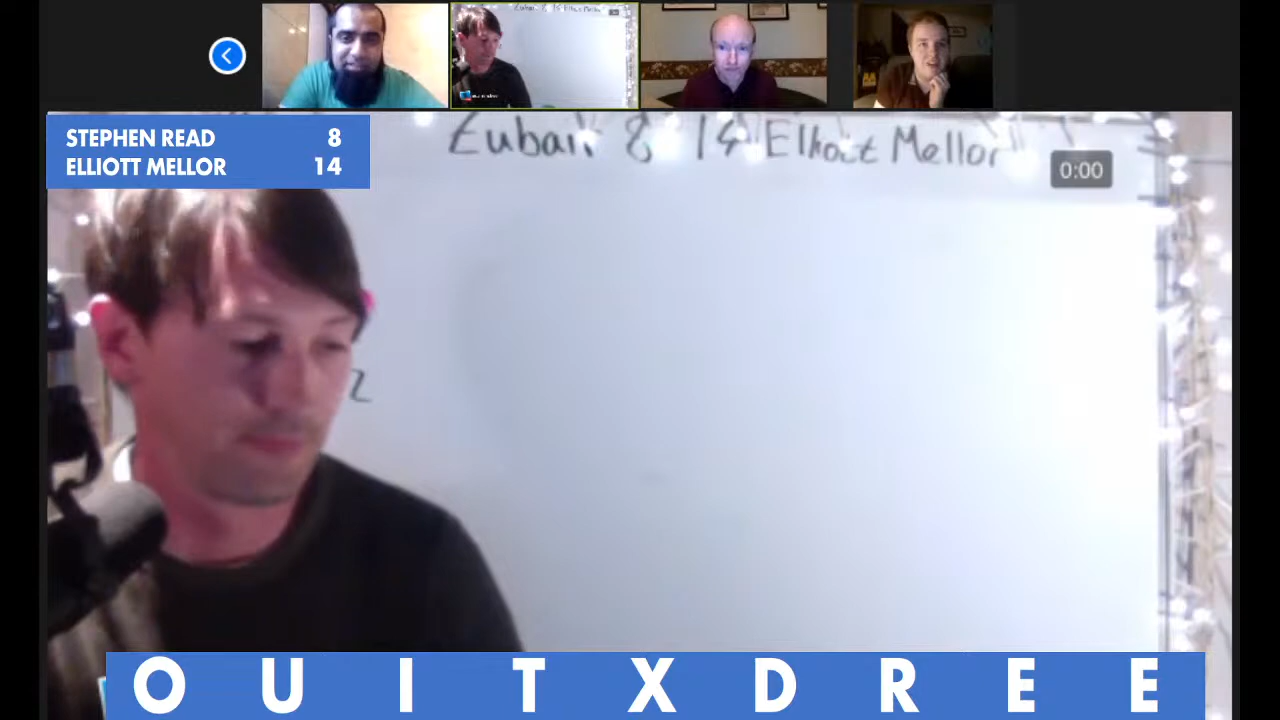 STEPHEN READ 8
ELLIOTT MELLOR 14
Zubair 8 14 Elliott Mellor
0:00
O U I T X D R E E